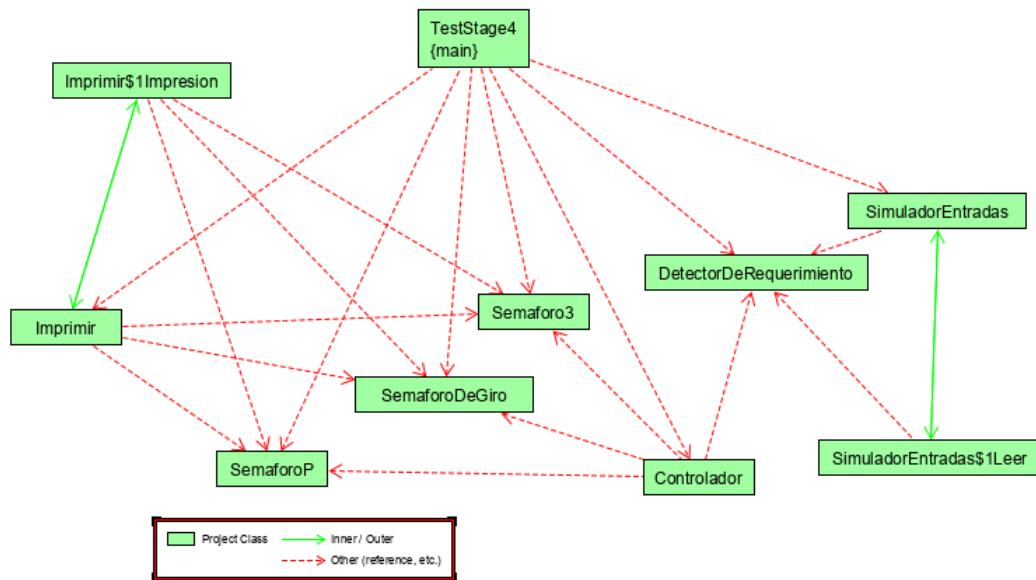 TestStage4
{main}
Imprimir$1Impresion
SimuladorEntradas
DetectorDeRequerimiento
Semaforo3
Imprimir
SemaforoDeGiro
SemaforoP
Controlador
SimuladorEntradas$1Leer
Project Class
Inner / Outer
Other (reference, etc.)